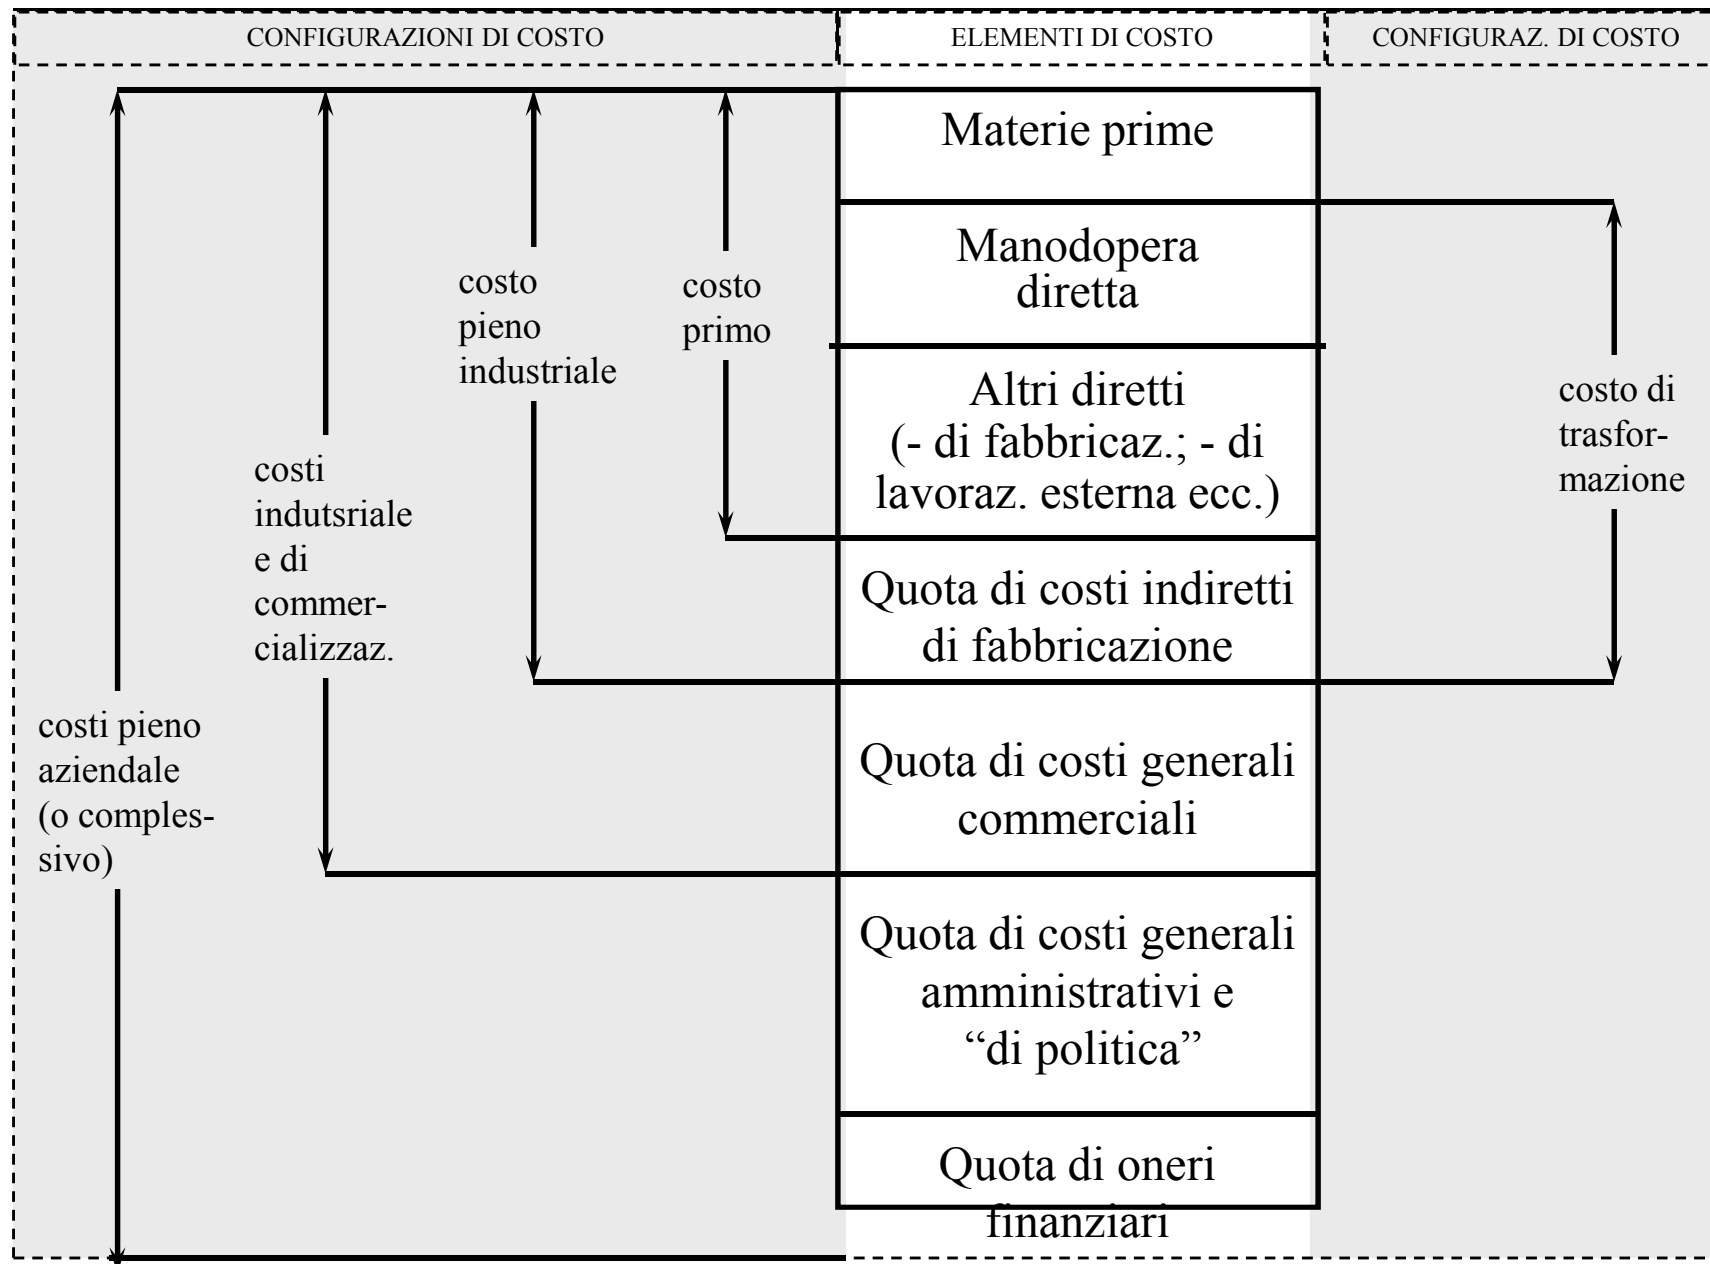 CONFIGURAZIONI DI COSTO
ELEMENTI DI COSTO
CONFIGURAZ. DI COSTO
costi pieno
aziendale
(o comples-
sivo)
costi
indutsriale
e di
commer-
cializzaz.
costo
pieno
industriale
costo
primo
Materie prime
Manodopera
diretta
Altri diretti
(- di fabbricaz.; - di
lavoraz. esterna ecc.)
Quota di costi indiretti
di fabbricazione
Quota di costi generali
commerciali
Quota di costi generali
amministrativi e
“di politica”
Quota di oneri
finanziari
costo di
trasfor-
mazione